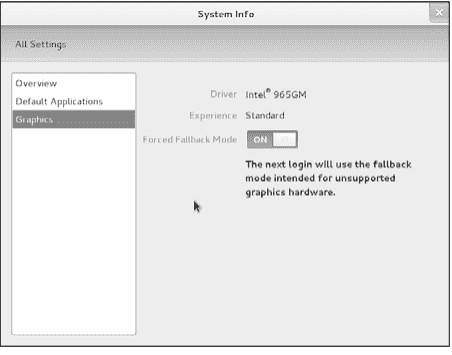 System Info
All Settings
Overview
Default Applications
Graphics
Driver Intel® 965GM
Experience Standard
Forced Fallback Mode ON
The next login will use the fallback
mode intended for unsupported
graphics hardware.